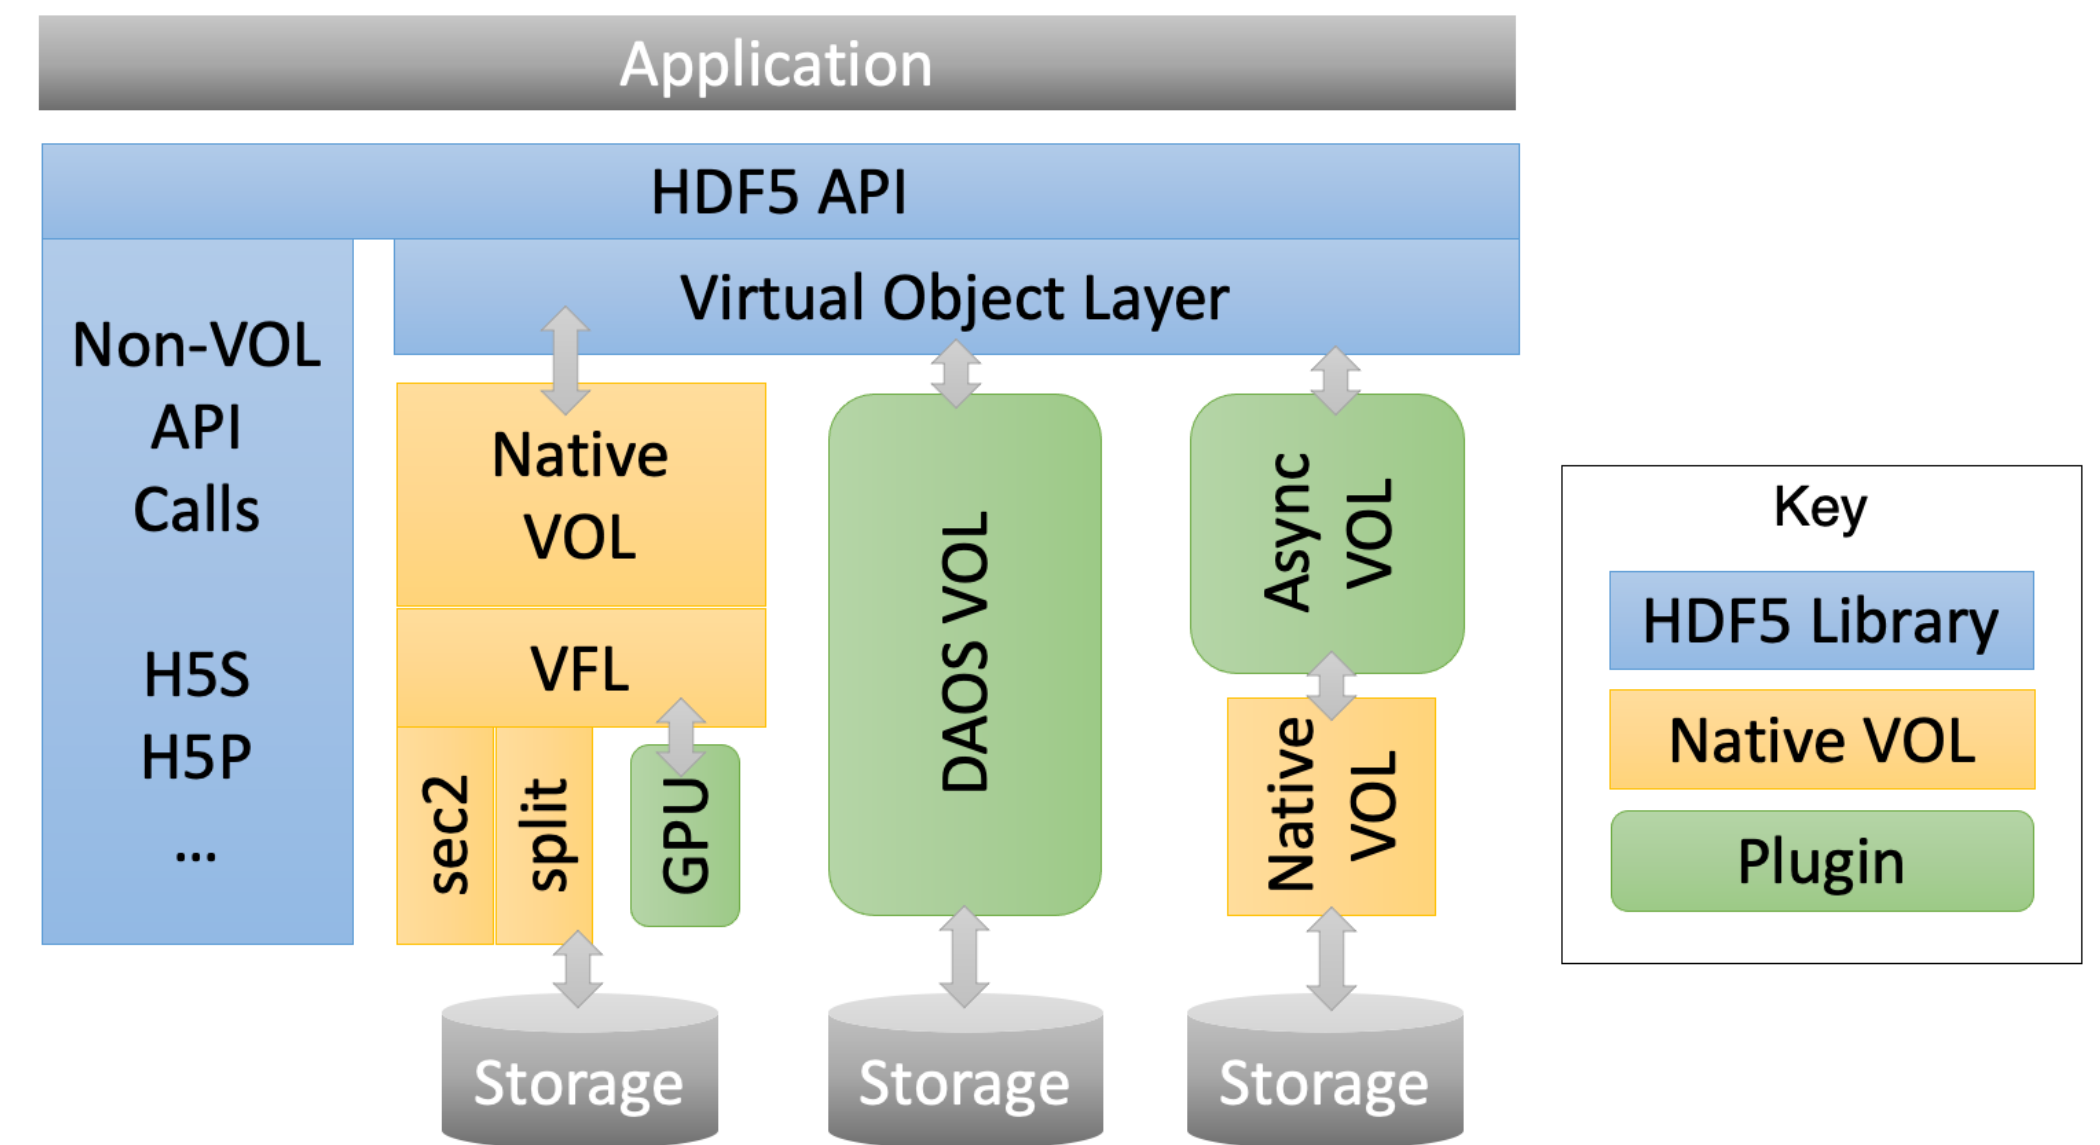 Application
HDF5 API
Virtual Object Layer
Non-VOL
API
Calls
H5S
H5P
...
Native
VOL
VFL
sec2
split
GPU
DAOS VOL
Async
VOL
Native
VOL
Storage
Storage
Storage
Key
HDF5 Library
Native VOL
Plugin